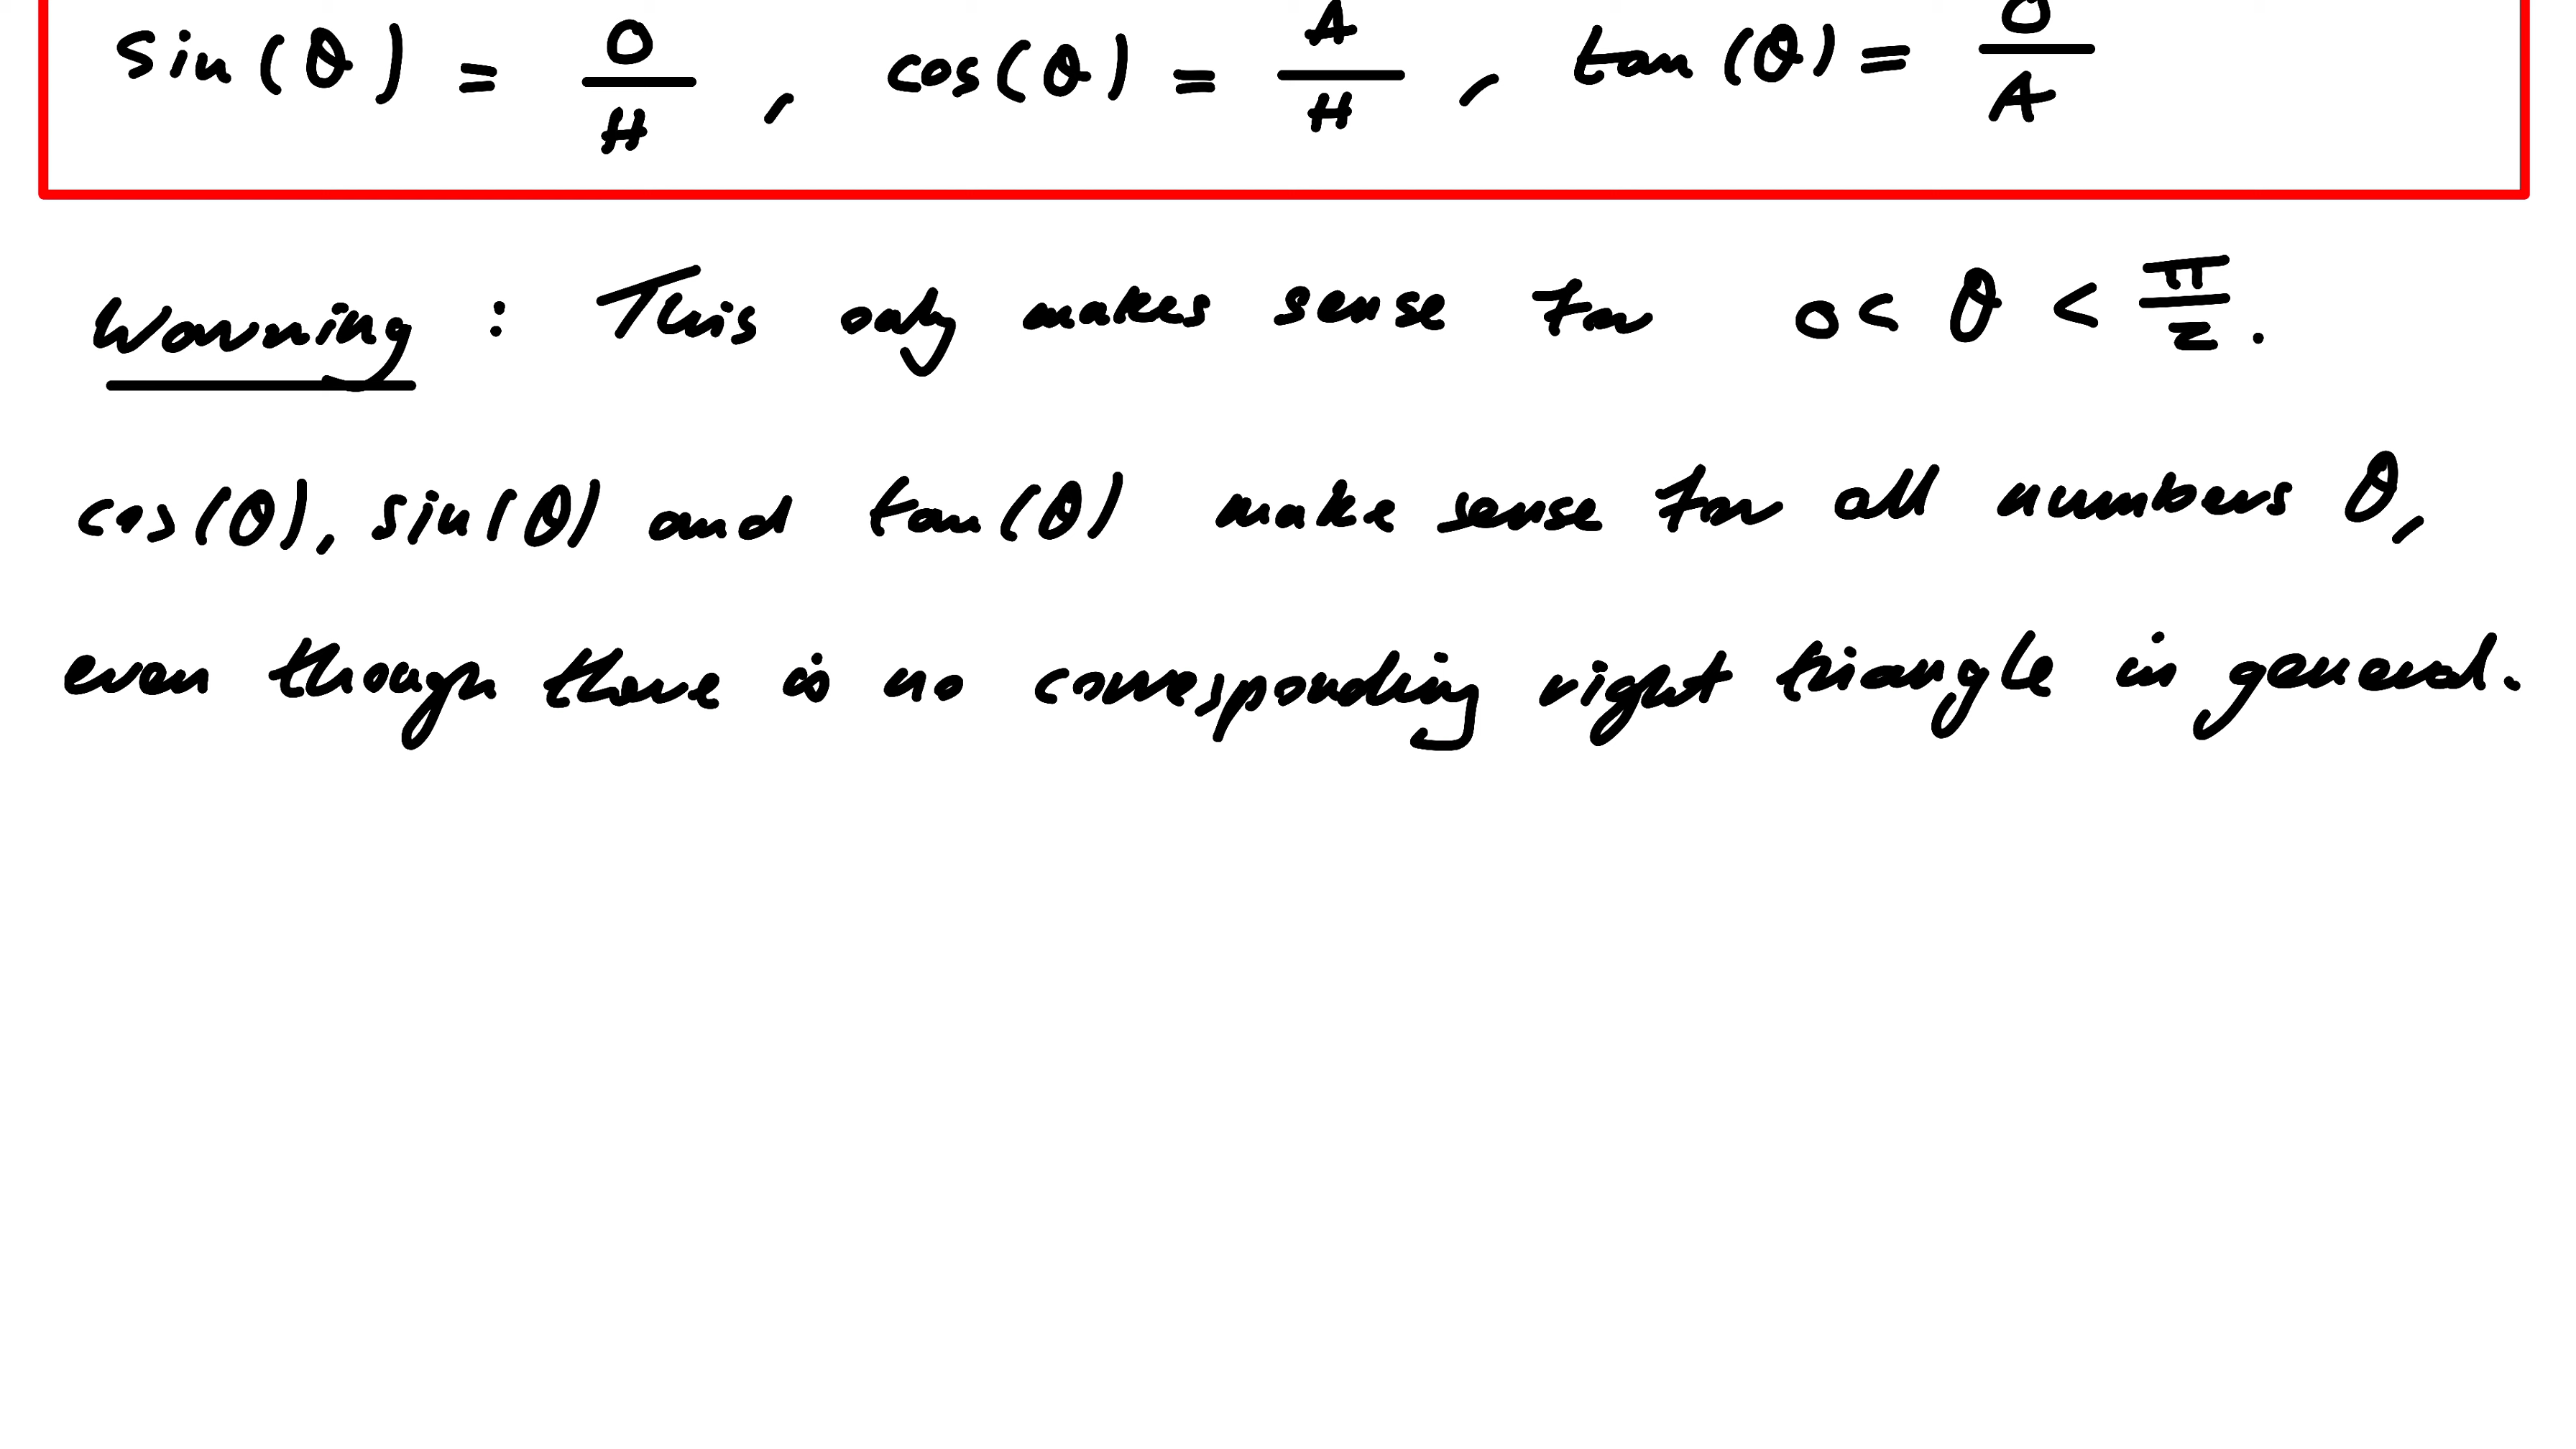 sin(θ) = O/H , cos(θ) = A/H , tan(θ) = O/A
Warning : This only makes sense for 0 < θ < π/2 .
cos(θ), sin(θ) and tan(θ) make sense for all numbers θ,
even though there is no corresponding right triangle in general.